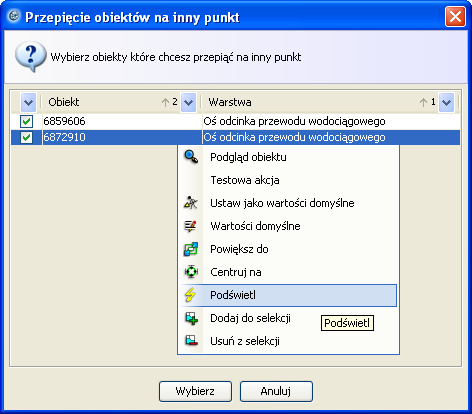 Przepięcie obiektów na inny punkt
Wybierz obiekty które chcesz przepiąć na inny punkt
Obiekt 2 Warstwa 1
6859606 Oś odcinka przewodu wodociągowego
6872910 Oś odcinka przewodu wodociągowego
Podgląd obiektu
Testowa akcja
Ustaw jako wartości domyślne
Wartości domyślne
Powiększ do
Centruj na
Podświetl
Dodaj do selekcji
Podświetl
Usuń z selekcji
Wybierz Anuluj